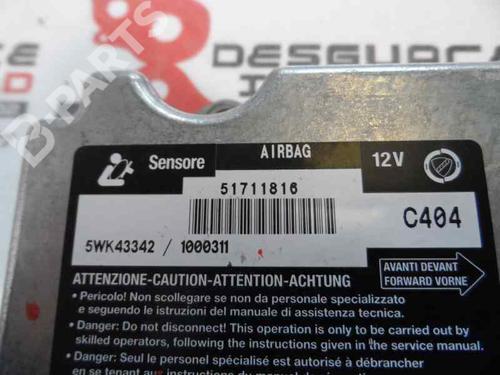 DESGUACE
B-PARTS
Sensore AIRBAG 12V
51711816
C404
5WK43342 / 1000311
AVANTI DEVANT
FORWARD VORNE
ATTENZIONE-CAUTION-ATTENTION-ACHTUNG
• Pericolo! Non scollegare se non da personale specializzato
e seguendo le istruzioni del manuale di assistenza tecnica.
• Danger: Do not disconnect! This operation is only to be carried out by
skilled operators, following the instructions given in the service manual.
• Danger: Seul le personel spécialisé est autorisé à débrancher